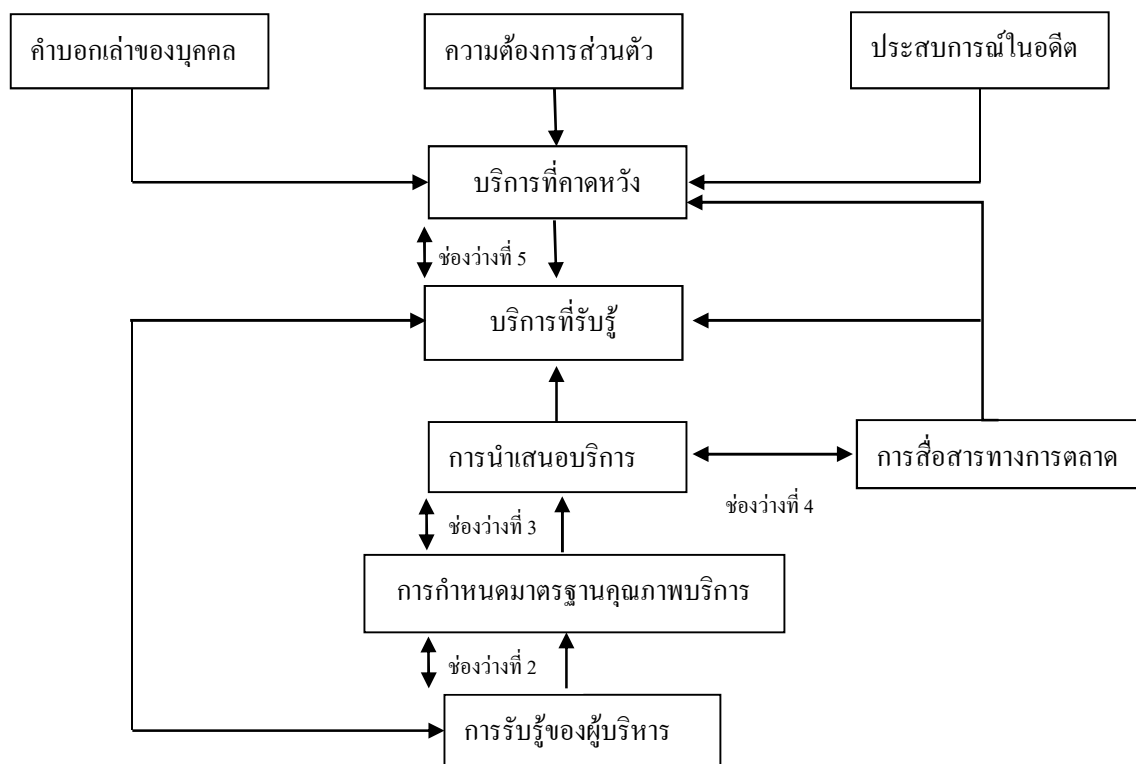 คำบอกเล่าของบุคคล
ความต้องการส่วนตัว
ประสบการณ์ในอดีต
บริการที่คาดหวัง
ช่องว่างที่ 5
บริการที่รับรู้
การนำเสนอบริการ
การสื่อสารทางการตลาด
ช่องว่างที่ 4
ช่องว่างที่ 3
การกำหนดมาตรฐานคุณภาพบริการ
ช่องว่างที่ 2
การรับรู้ของผู้บริหาร